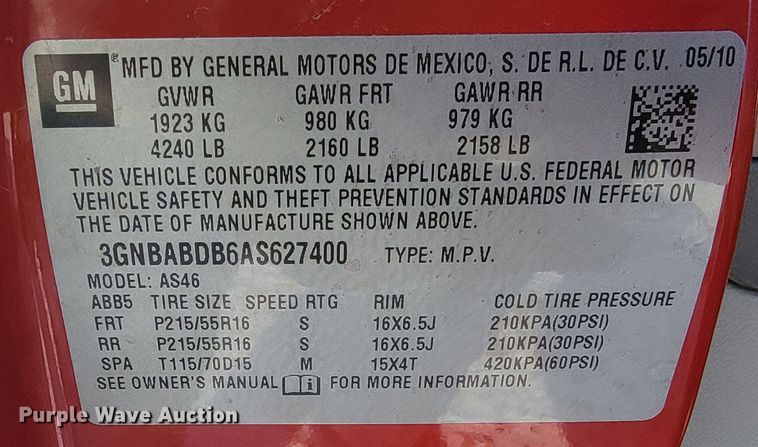 GM
® MFD BY GENERAL MOTORS DE MEXICO, S. DE R.L. DE C.V. 05/10
GVWR GAWR FRT GAWR RR
1923 KG 980 KG 979 KG
4240 LB 2160 LB 2158 LB
THIS VEHICLE CONFORMS TO ALL APPLICABLE U.S. FEDERAL MOTOR
VEHICLE SAFETY AND THEFT PREVENTION STANDARDS IN EFFECT ON
THE DATE OF MANUFACTURE SHOWN ABOVE.
3GNBABDB6AS627400 TYPE: M.P.V.
MODEL: AS46
ABB5 TIRE SIZE SPEED RTG RIM COLD TIRE PRESSURE
FRT P215/55R16 S 16X6.5J 210KPA(30PSI)
RR P215/55R16 S 16X6.5J 210KPA(30PSI)
SPA T115/70D15 M 15X4T 420KPA(60PSI)
SEE OWNER'S MANUAL i FOR MORE INFORMATION.
Purple Wave Auction